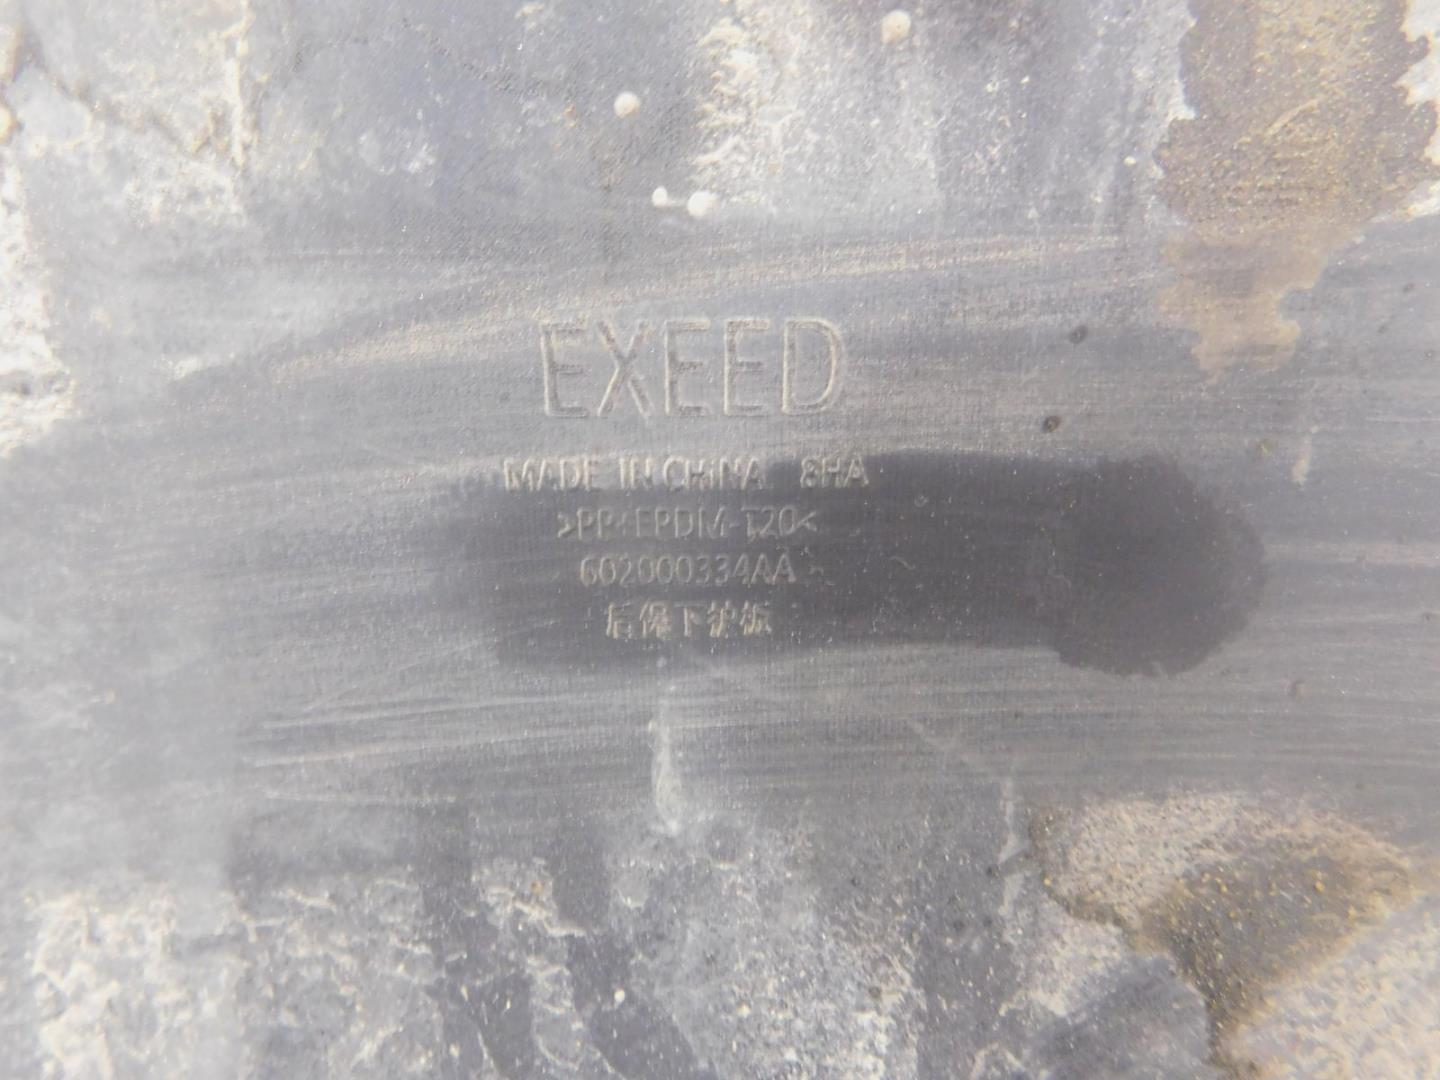 EXEED
MADE IN CHINA 8HA
>PP+EPDM-T20<
602000334AA
后保下护板